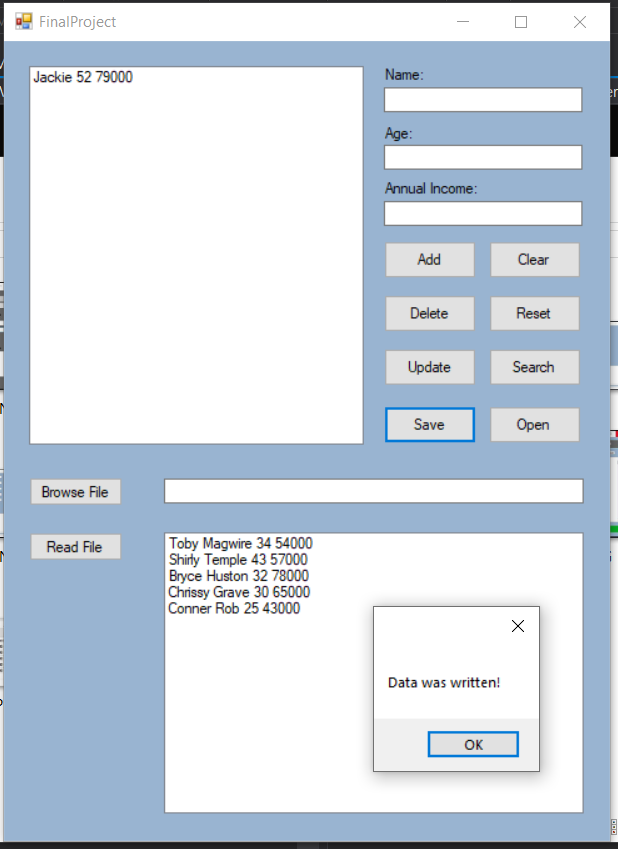 FinalProject
Jackie 52 79000
Name:
Age:
Annual Income:
Add
Clear
Delete
Reset
Update
Search
Save
Open
Browse File
Read File
Toby Magwire 34 54000
Shirly Temple 43 57000
Bryce Huston 32 78000
Chrissy Grave 30 65000
Conner Rob 25 43000
Data was written!
OK